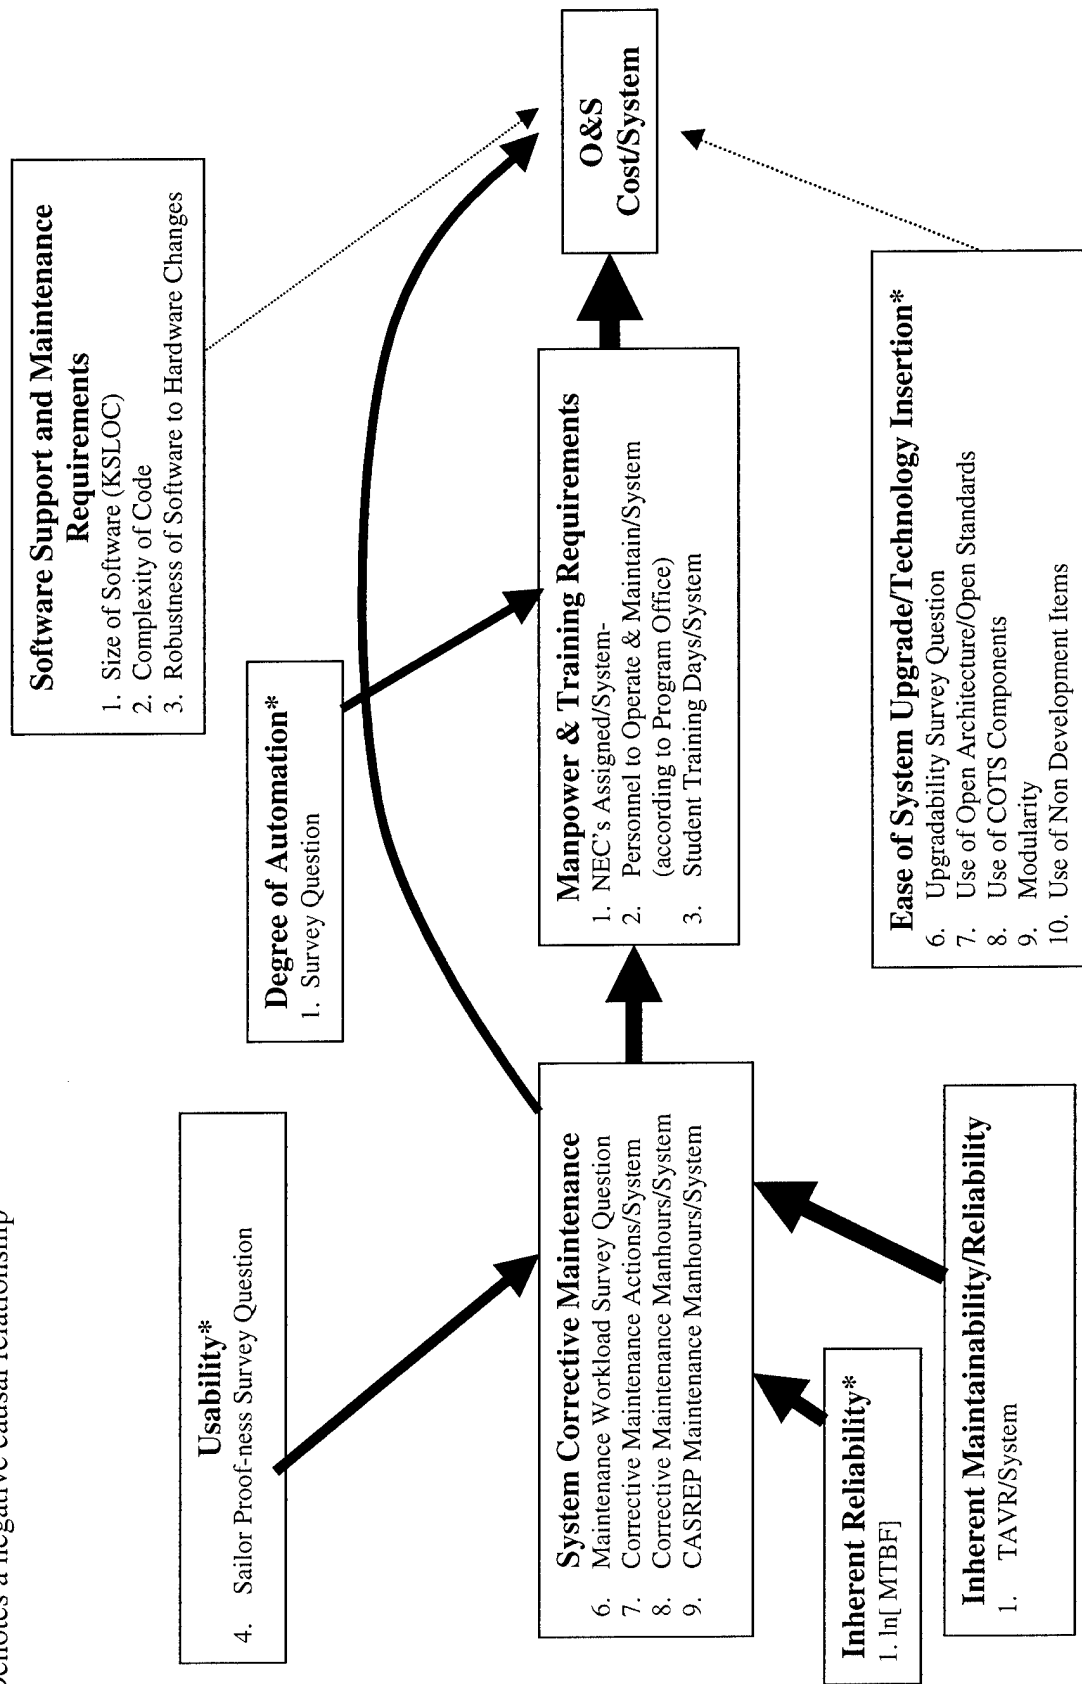 enotes a negative causal relationship
Usability*
4. Sailor Proof-ness Survey Question
Software Support and Maintenance
Requirements
1. Size of Software (KSLOC)
2. Complexity of Code
3. Robustness of Software to Hardware Changes
Degree of Automation*
1. Survey Question
System Corrective Maintenance
6. Maintenance Workload Survey Question
7. Corrective Maintenance Actions/System
8. Corrective Maintenance Manhours/System
9. CASREP Maintenance Manhours/System
Manpower & Training Requirements
1. NEC's Assigned/System-
2. Personnel to Operate & Maintain/System
(according to Program Office)
3. Student Training Days/System
O&S
Cost/System
Inherent Reliability*
1. ln[ MTBF]
Inherent Maintainability/Reliability
1. TAVR/System
Ease of System Upgrade/Technology Insertion*
6. Upgradability Survey Question
7. Use of Open Architecture/Open Standards
8. Use of COTS Components
9. Modularity
10. Use of Non Development Items